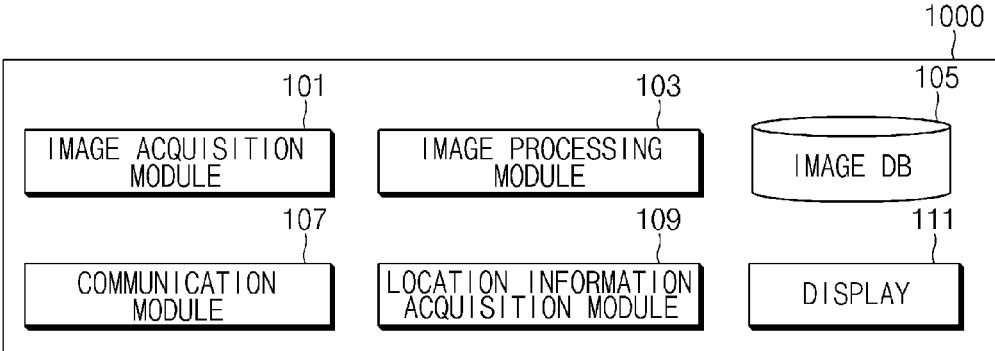 1000
101
103
105
IMAGE ACQUISITION
MODULE
IMAGE PROCESSING
MODULE
IMAGE DB
107
109
111
COMMUNICATION
MODULE
LOCATION INFORMATION
ACQUISITION MODULE
DISPLAY